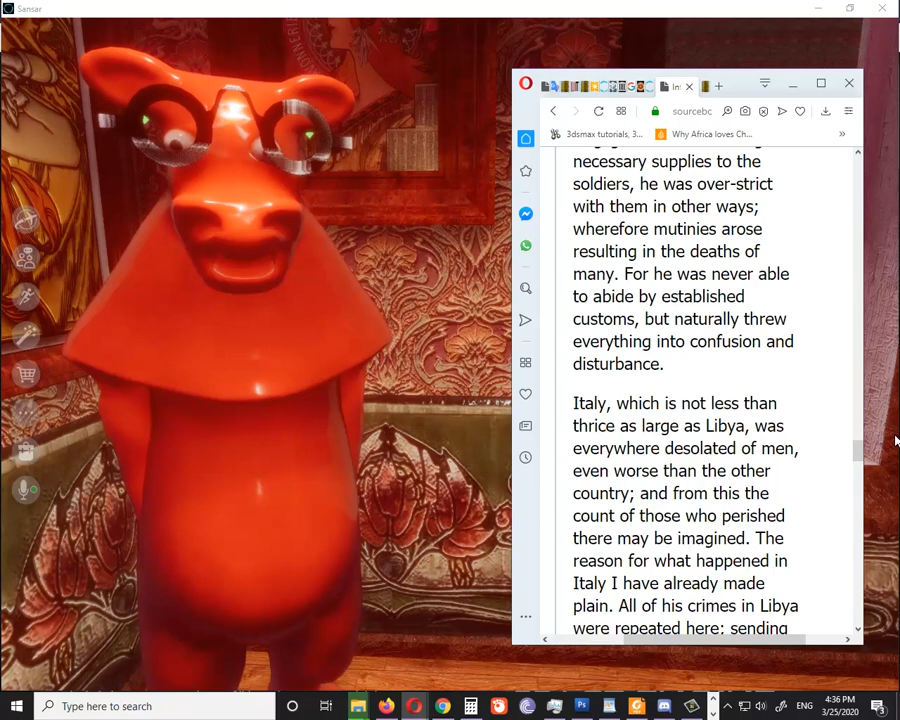 Sansar
In
sourcebc
3dsmax tutorials, 3...
Why Africa loves Ch...
necessary supplies to the
soldiers, he was over-strict
with them in other ways;
wherefore mutinies arose
resulting in the deaths of
many. For he was never able
to abide by established
customs, but naturally threw
everything into confusion and
disturbance.
Italy, which is not less than
thrice as large as Libya, was
everywhere desolated of men,
even worse than the other
country; and from this the
count of those who perished
there may be imagined. The
reason for what happened in
Italy I have already made
plain. All of his crimes in Libya
were repeated here; sending
Type here to search
ENG
4:36 PM
3/25/2020
3